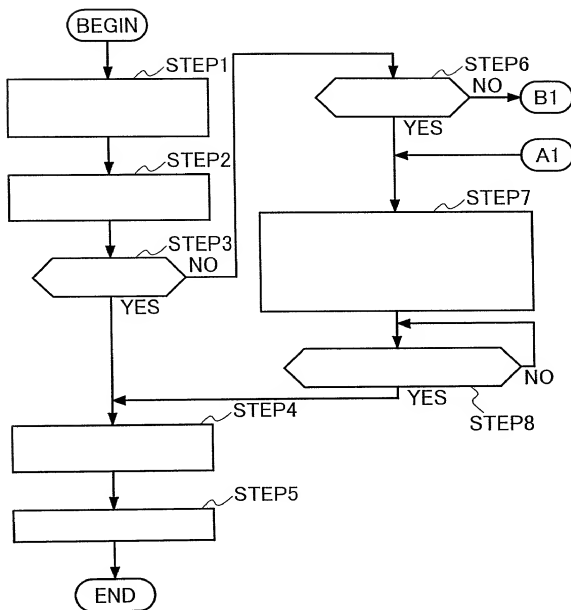 BEGIN
STEP1
STEP2
STEP3
NO
YES
STEP6
NO
B1
YES
A1
STEP7
NO
YES
STEP8
STEP4
STEP5
END